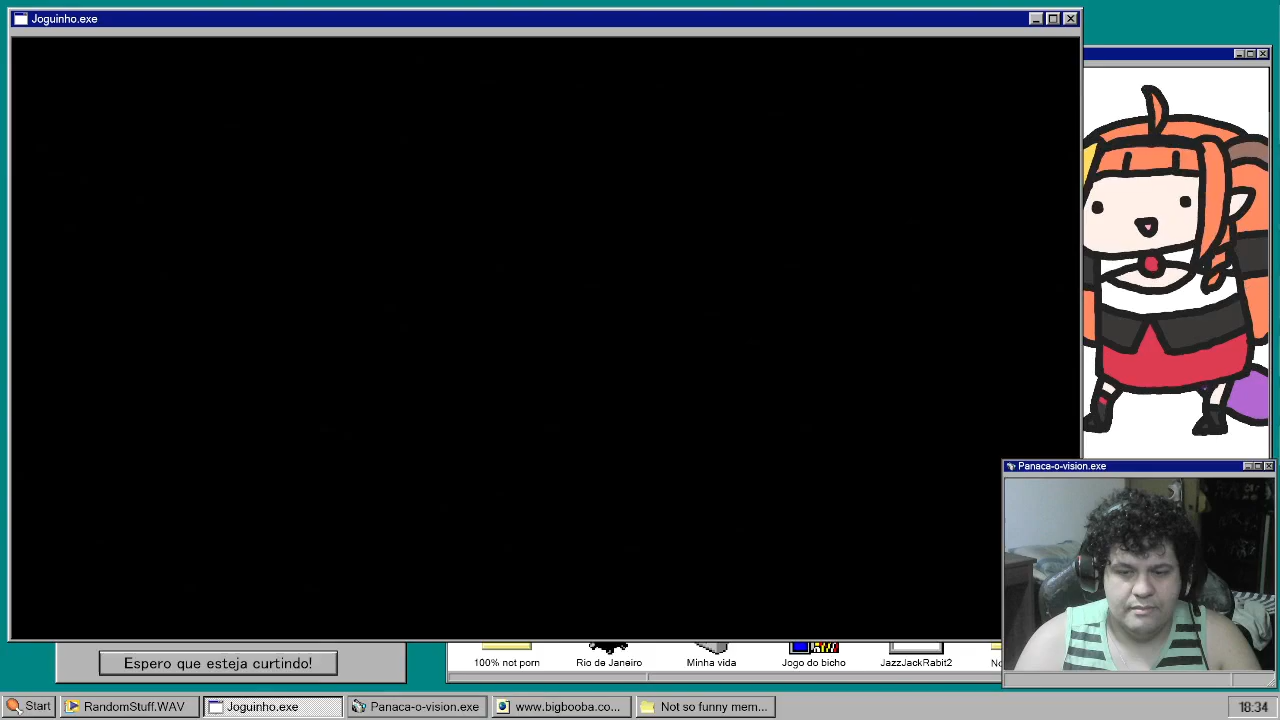 Joguinho.exe
Panaca-o-vision.exe
100% not porn
Rio de Janeiro
Minha vida
Jogo do bicho
JazzJackRabit2
Espero que esteja curtindo!
Start
RandomStuff.WAV
Joguinho.exe
Panaca-o-vision.exe
www.bigbooba.co...
Not so funny mem...
18:34